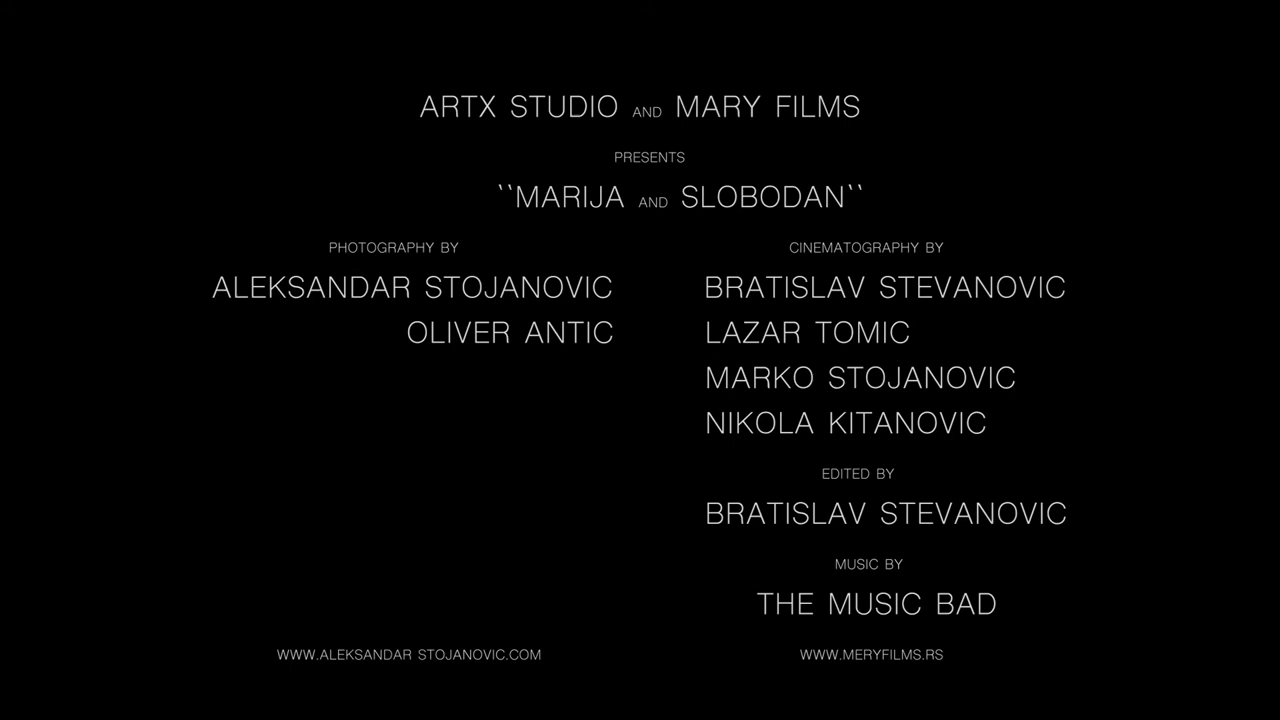 ARTX STUDIO AND MARY FILMS
PRESENTS
``MARIJA AND SLOBODAN``
PHOTOGRAPHY BY
ALEKSANDAR STOJANOVIC
OLIVER ANTIC
CINEMATOGRAPHY BY
BRATISLAV STEVANOVIC
LAZAR TOMIC
MARKO STOJANOVIC
NIKOLA KITANOVIC
EDITED BY
BRATISLAV STEVANOVIC
MUSIC BY
THE MUSIC BAD
WWW.ALEKSANDAR STOJANOVIC.COM
WWW.MERYFILMS.RS